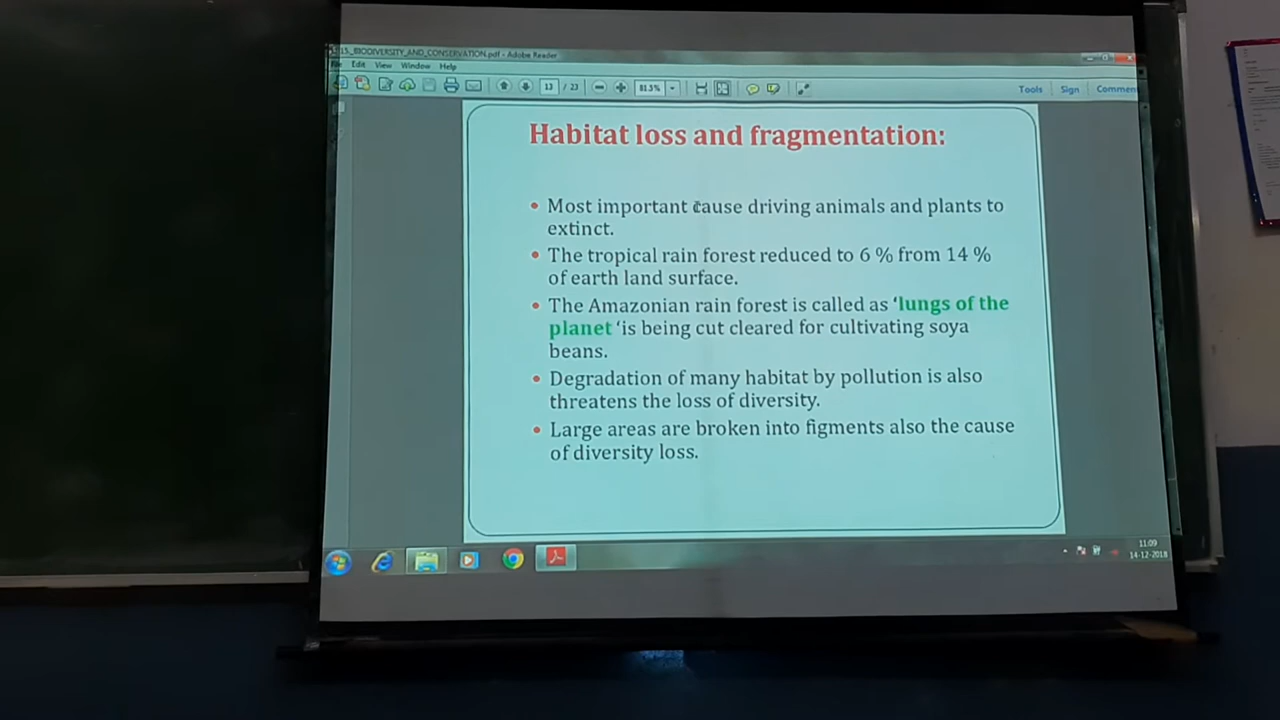 15_BIODIVERSITY_AND_CONSERVATION.pdf - Adobe Reader
Edit View Window Help
13 / 23 81.3% Tools Sign Commen
Habitat loss and fragmentation:
• Most important cause driving animals and plants to
extinct.
• The tropical rain forest reduced to 6 % from 14 %
of earth land surface.
• The Amazonian rain forest is called as ‘lungs of the
planet ‘is being cut cleared for cultivating soya
beans.
• Degradation of many habitat by pollution is also
threatens the loss of diversity.
• Large areas are broken into figments also the cause
of diversity loss.
11:09
14-12-2018